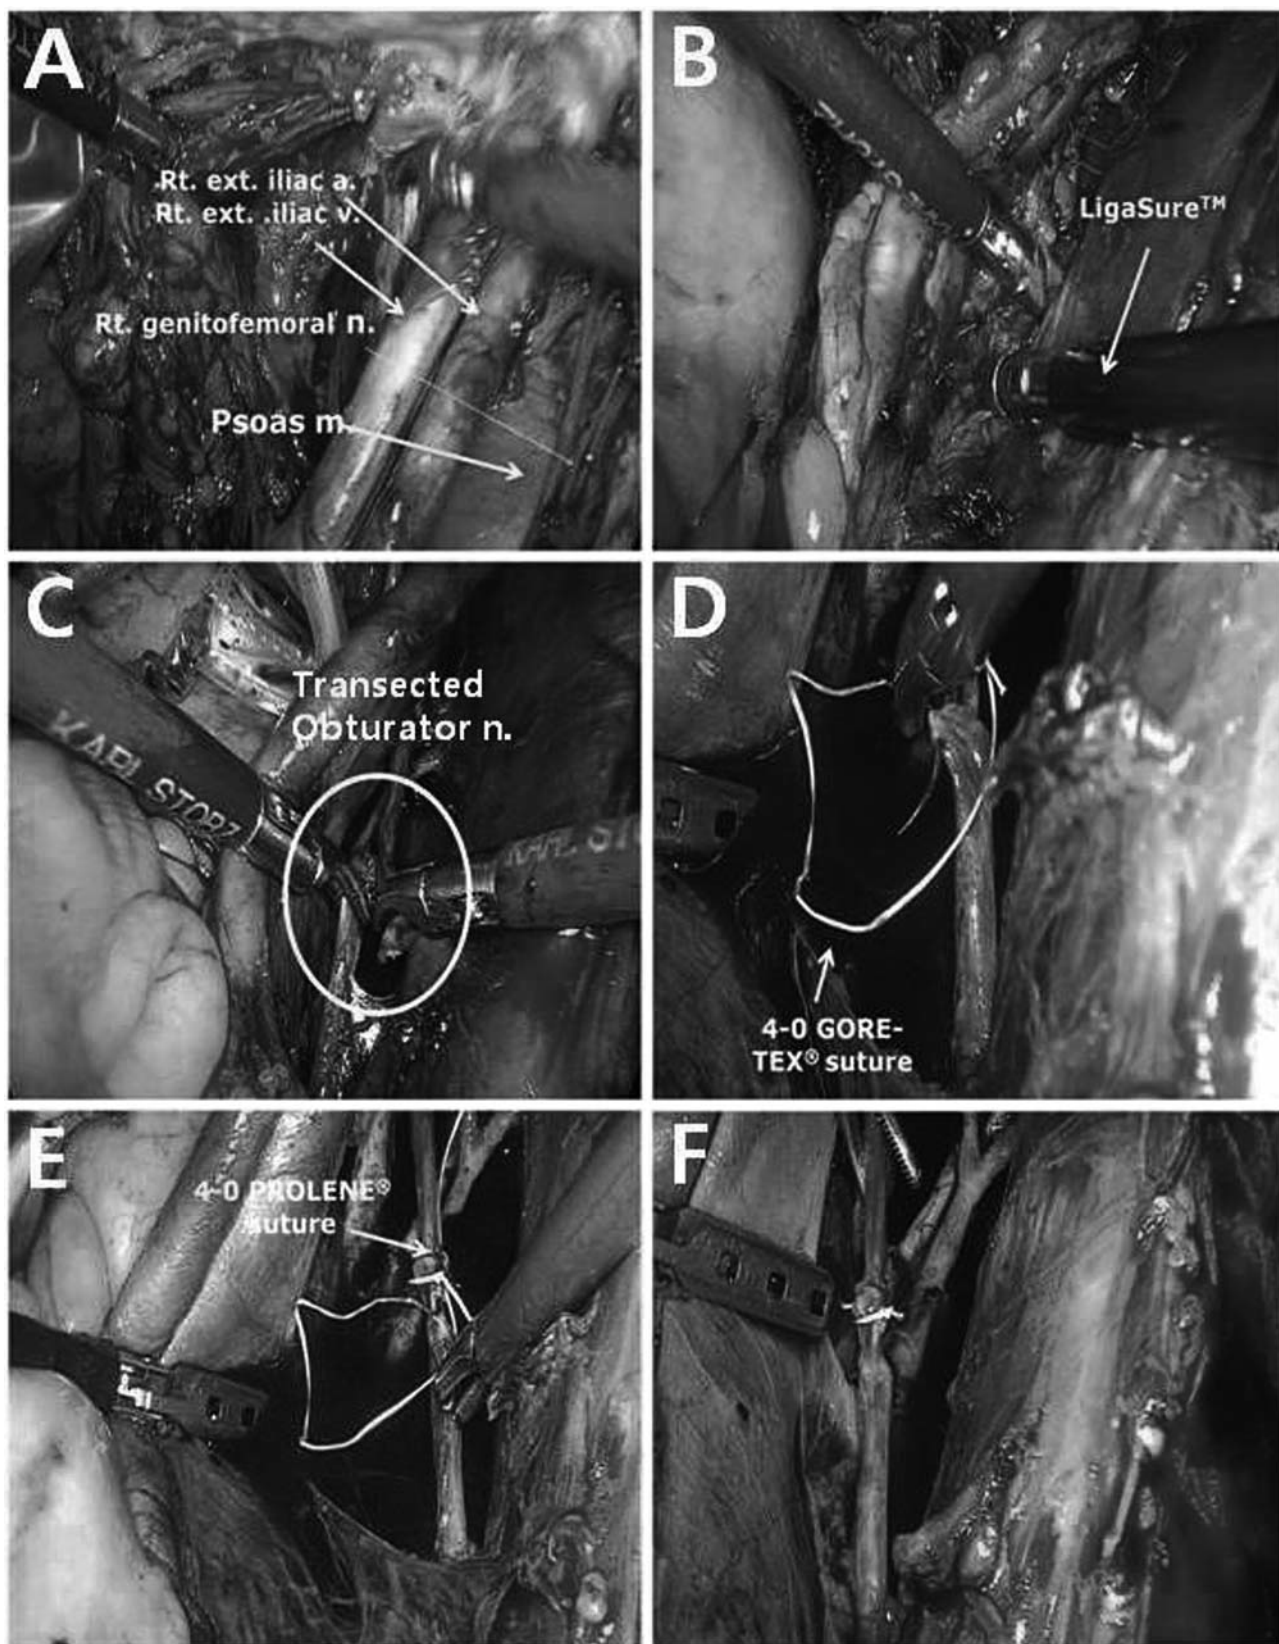 A
Rt. ext. iliac a.
Rt. ext. iliac v.
Rt. genitofemoral n.
Psoas m.
B
LigaSure™
C
Transected
Obturator n.
KARL STORZ
D
4-0 GORE-
TEX® suture
E
4-0 PROLENE®
suture
F